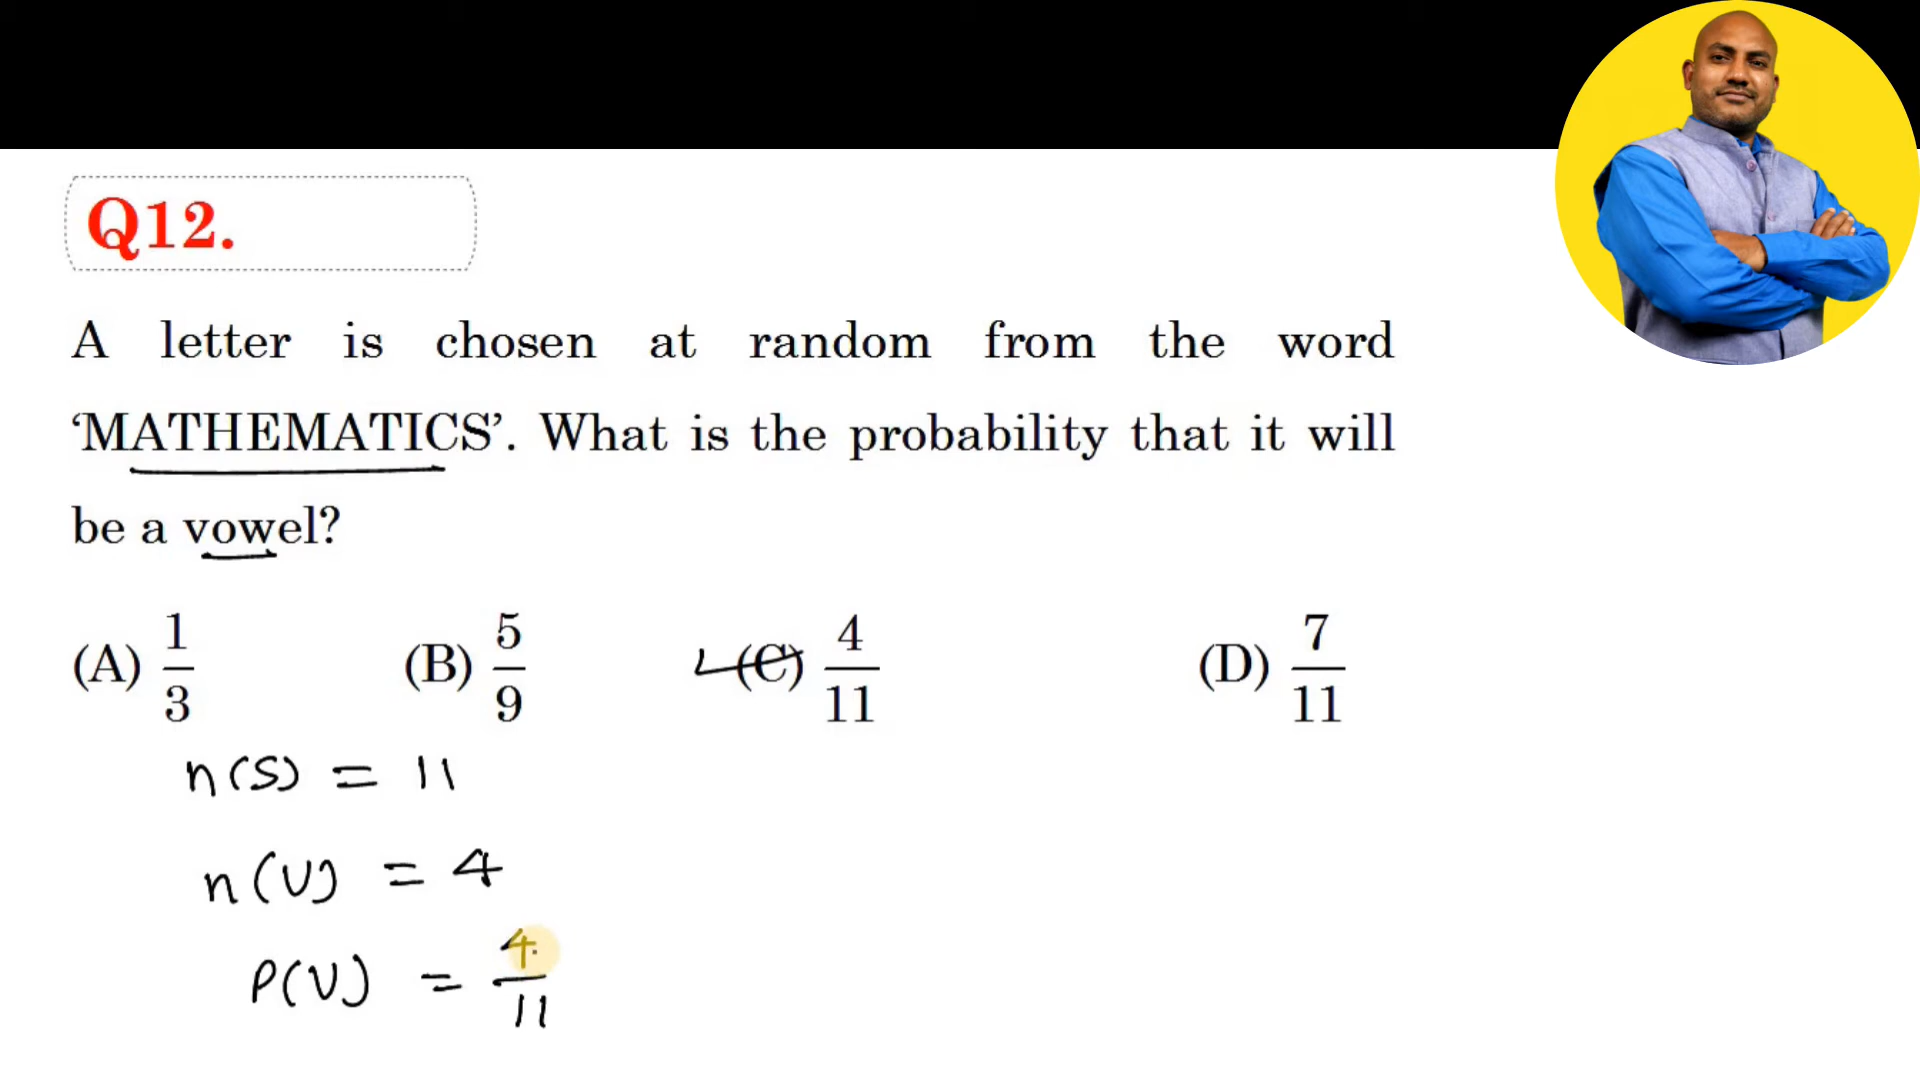 Q12.
A letter is chosen at random from the word
‘MATHEMATICS’. What is the probability that it will
be a vowel?
(A) 1/3 (B) 5/9 (C) 4/11 (D) 7/11
n(S) = 11
n(V) = 4
P(V) = 4/11